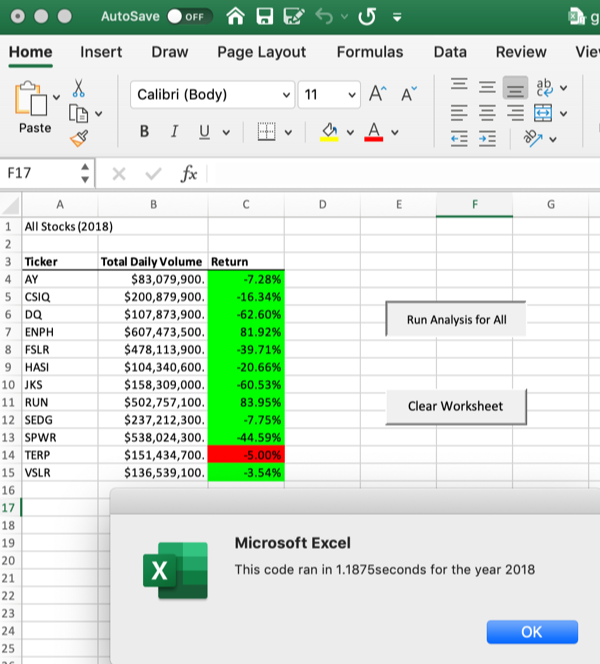 AutoSave OFF
Home Insert Draw Page Layout Formulas Data Review Vie
Calibri (Body) 11 A A ab
Paste B I U A
F17 fx
A B C D E F G
1 All Stocks (2018)
2
3 Ticker Total Daily Volume Return
4 AY $83,079,900. -7.28%
5 CSIQ $200,879,900. -16.34%
6 DQ $107,873,900. -62.60%
Run Analysis for All
7 ENPH $607,473,500. 81.92%
8 FSLR $478,113,900. -39.71%
9 HASI $104,340,600. -20.66%
10 JKS $158,309,000. -60.53%
11 RUN $502,757,100. 83.95%
Clear Worksheet
12 SEDG $237,212,300. -7.75%
13 SPWR $538,024,300. -44.59%
14 TERP $151,434,700. -5.00%
15 VSLR $136,539,100. -3.54%
16
17
18
19
20
21
22
23
24
25
Microsoft Excel
X
This code ran in 1.1875seconds for the year 2018
OK